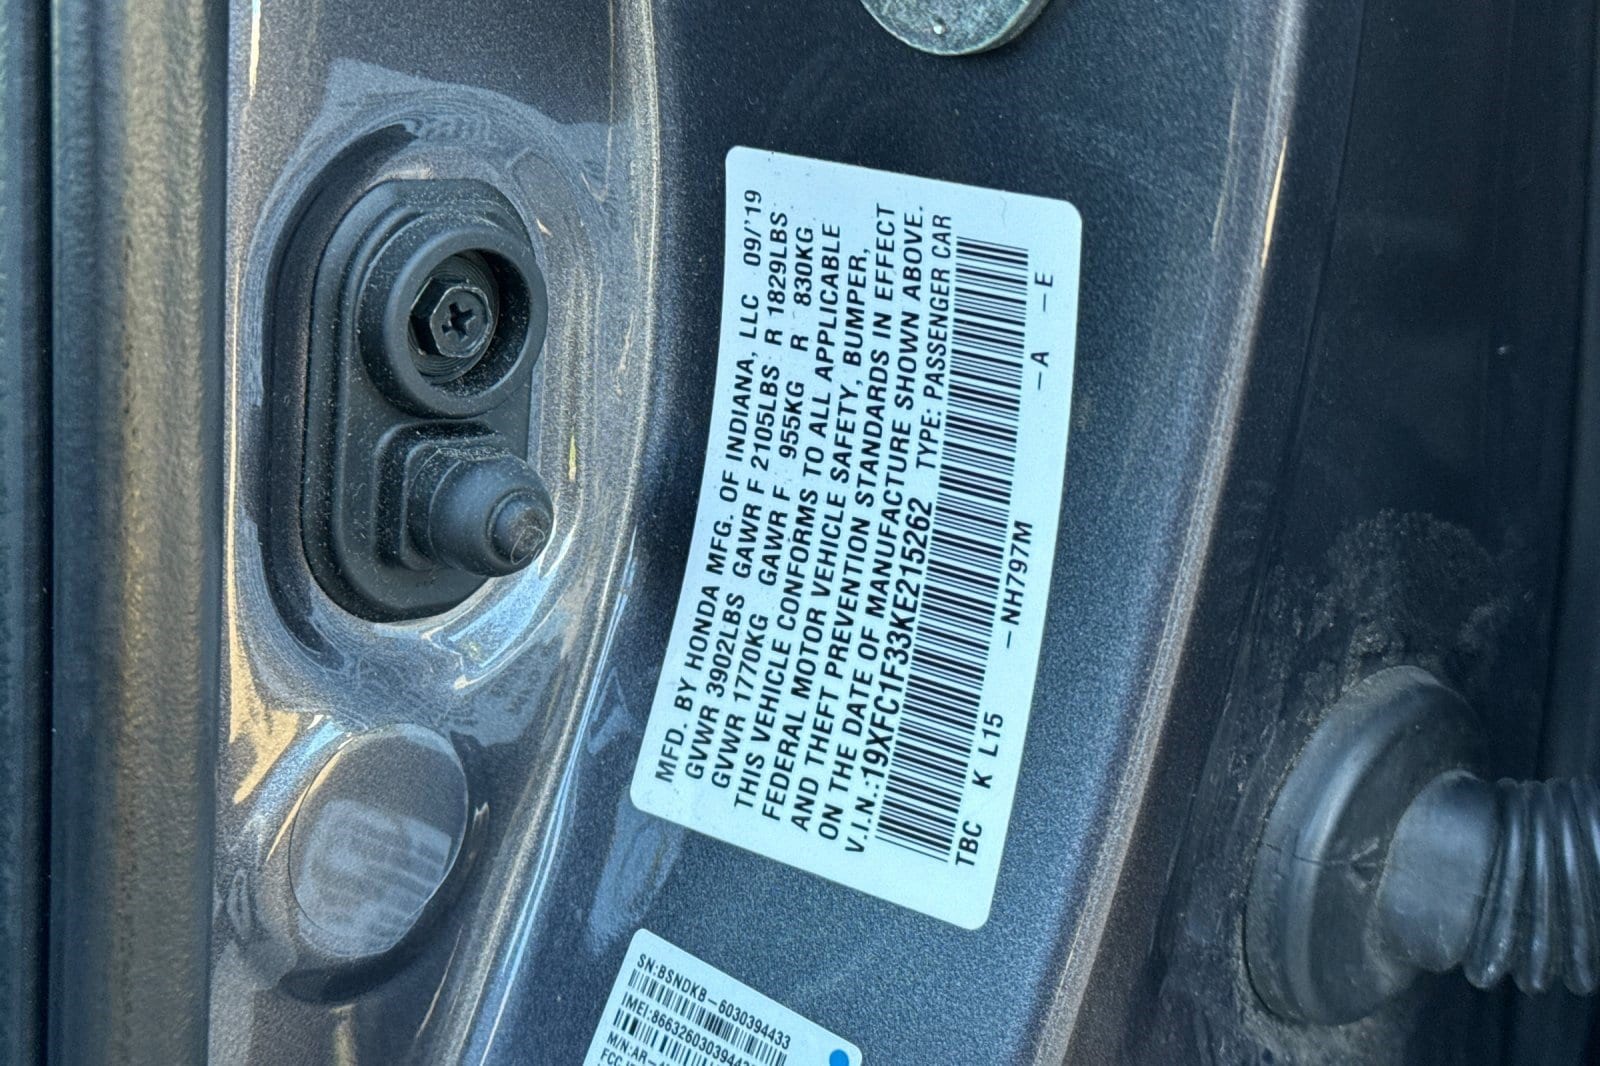 MFD. BY HONDA MFG. OF INDIANA, LLC 09/'19
GVWR 3902LBS GAWR F 2105LBS R 1829LBS
GVWR 1770KG GAWR F 955KG R 830KG
THIS VEHICLE CONFORMS TO ALL APPLICABLE
FEDERAL MOTOR VEHICLE SAFETY, BUMPER,
AND THEFT PREVENTION STANDARDS IN EFFECT
ON THE DATE OF MANUFACTURE SHOWN ABOVE.
V.I.N.:19XFC1F33KE215262 TYPE: PASSENGER CAR
TBC K L15 -NH797M -A -E
SN:BSNDKB-6030394433